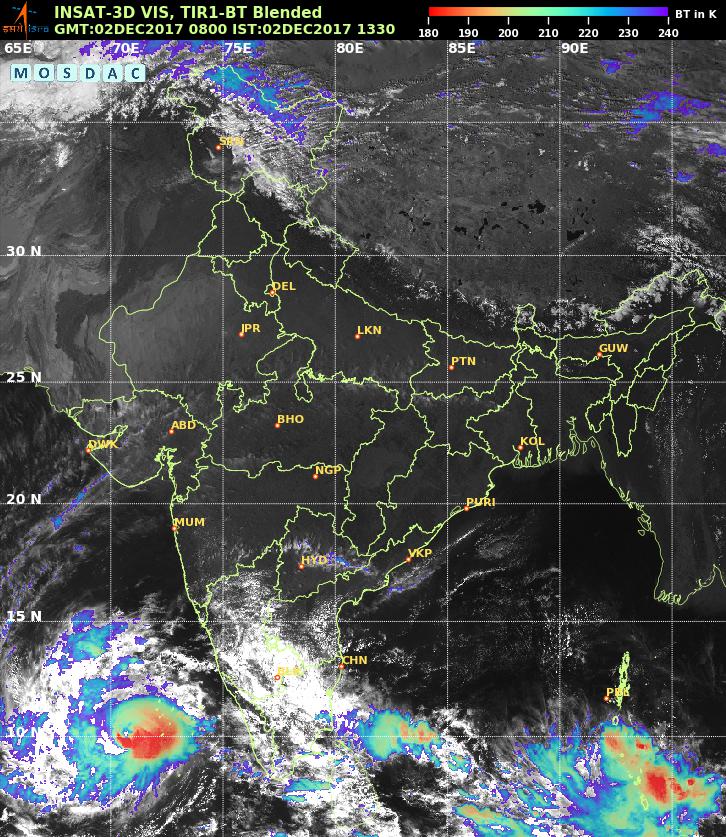 INSAT-3D VIS, TIR1-BT Blended
GMT:02DEC2017 0800 IST:02DEC2017 1330
BT in K
180 190 200 210 220 230 240
65E 70E 75E 80E 85E 90E
MOSDAC
SRN
30 N
DEL
JPR LKN
GUW
PTN
25 N
ABD BHO
DWK KOL
NGP
20 N PURI
MUM
VKP
HYD
15 N
CHN
PBL
10 N